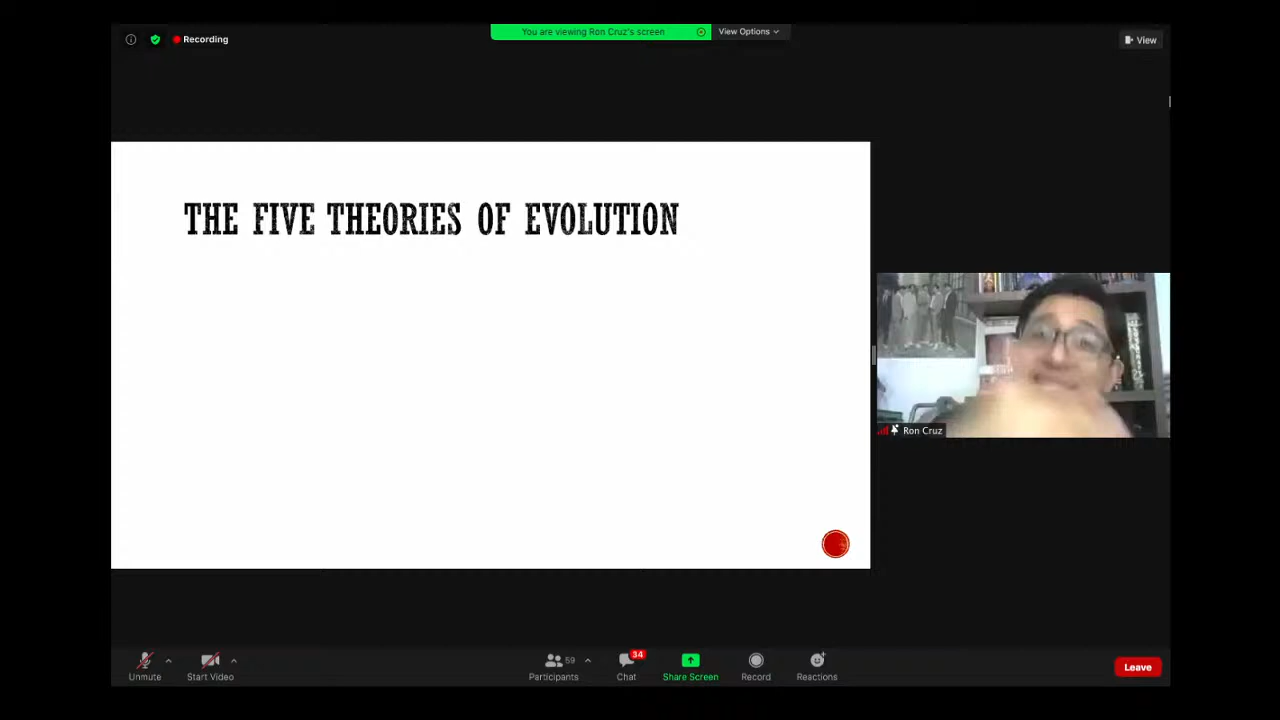 Recording
You are viewing Ron Cruz's screen
View Options
View
THE FIVE THEORIES OF EVOLUTION
Ron Cruz
Unmute
Start Video
59
Participants
34
Chat
Share Screen
Record
Reactions
Leave